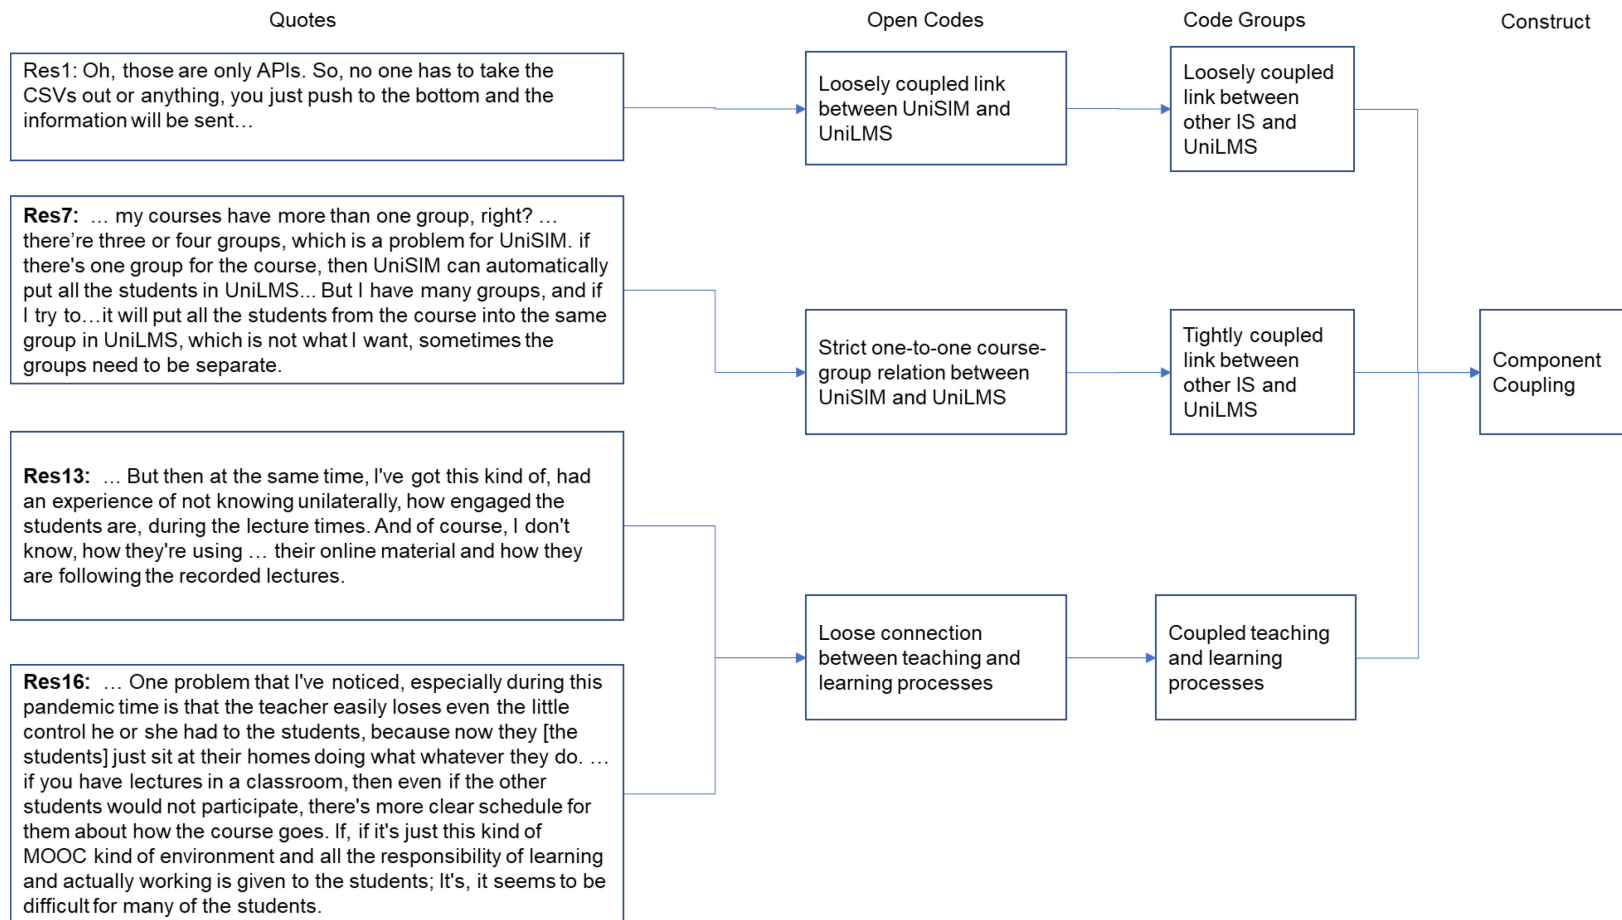 Quotes
Open Codes
Code Groups
Construct
Res1: Oh, those are only APIs. So, no one has to take the
CSVs out or anything, you just push to the bottom and the
information will be sent…
Loosely coupled link
between UniSIM and
UniLMS
Loosely coupled
link between
other IS and
UniLMS
Res7: … my courses have more than one group, right? …
there’re three or four groups, which is a problem for UniSIM. if
there's one group for the course, then UniSIM can automatically
put all the students in UniLMS... But I have many groups, and if
I try to…it will put all the students from the course into the same
group in UniLMS, which is not what I want, sometimes the
groups need to be separate.
Strict one-to-one course-
group relation between
UniSIM and UniLMS
Tightly coupled
link between
other IS and
UniLMS
Component
Coupling
Res13: … But then at the same time, I've got this kind of, had
an experience of not knowing unilaterally, how engaged the
students are, during the lecture times. And of course, I don't
know, how they're using … their online material and how they
are following the recorded lectures.
Loose connection
between teaching and
learning processes
Coupled teaching
and learning
processes
Res16: … One problem that I've noticed, especially during this
pandemic time is that the teacher easily loses even the little
control he or she had to the students, because now they [the
students] just sit at their homes doing what whatever they do. …
if you have lectures in a classroom, then even if the other
students would not participate, there's more clear schedule for
them about how the course goes. If, if it's just this kind of
MOOC kind of environment and all the responsibility of learning
and actually working is given to the students; It's, it seems to be
difficult for many of the students.